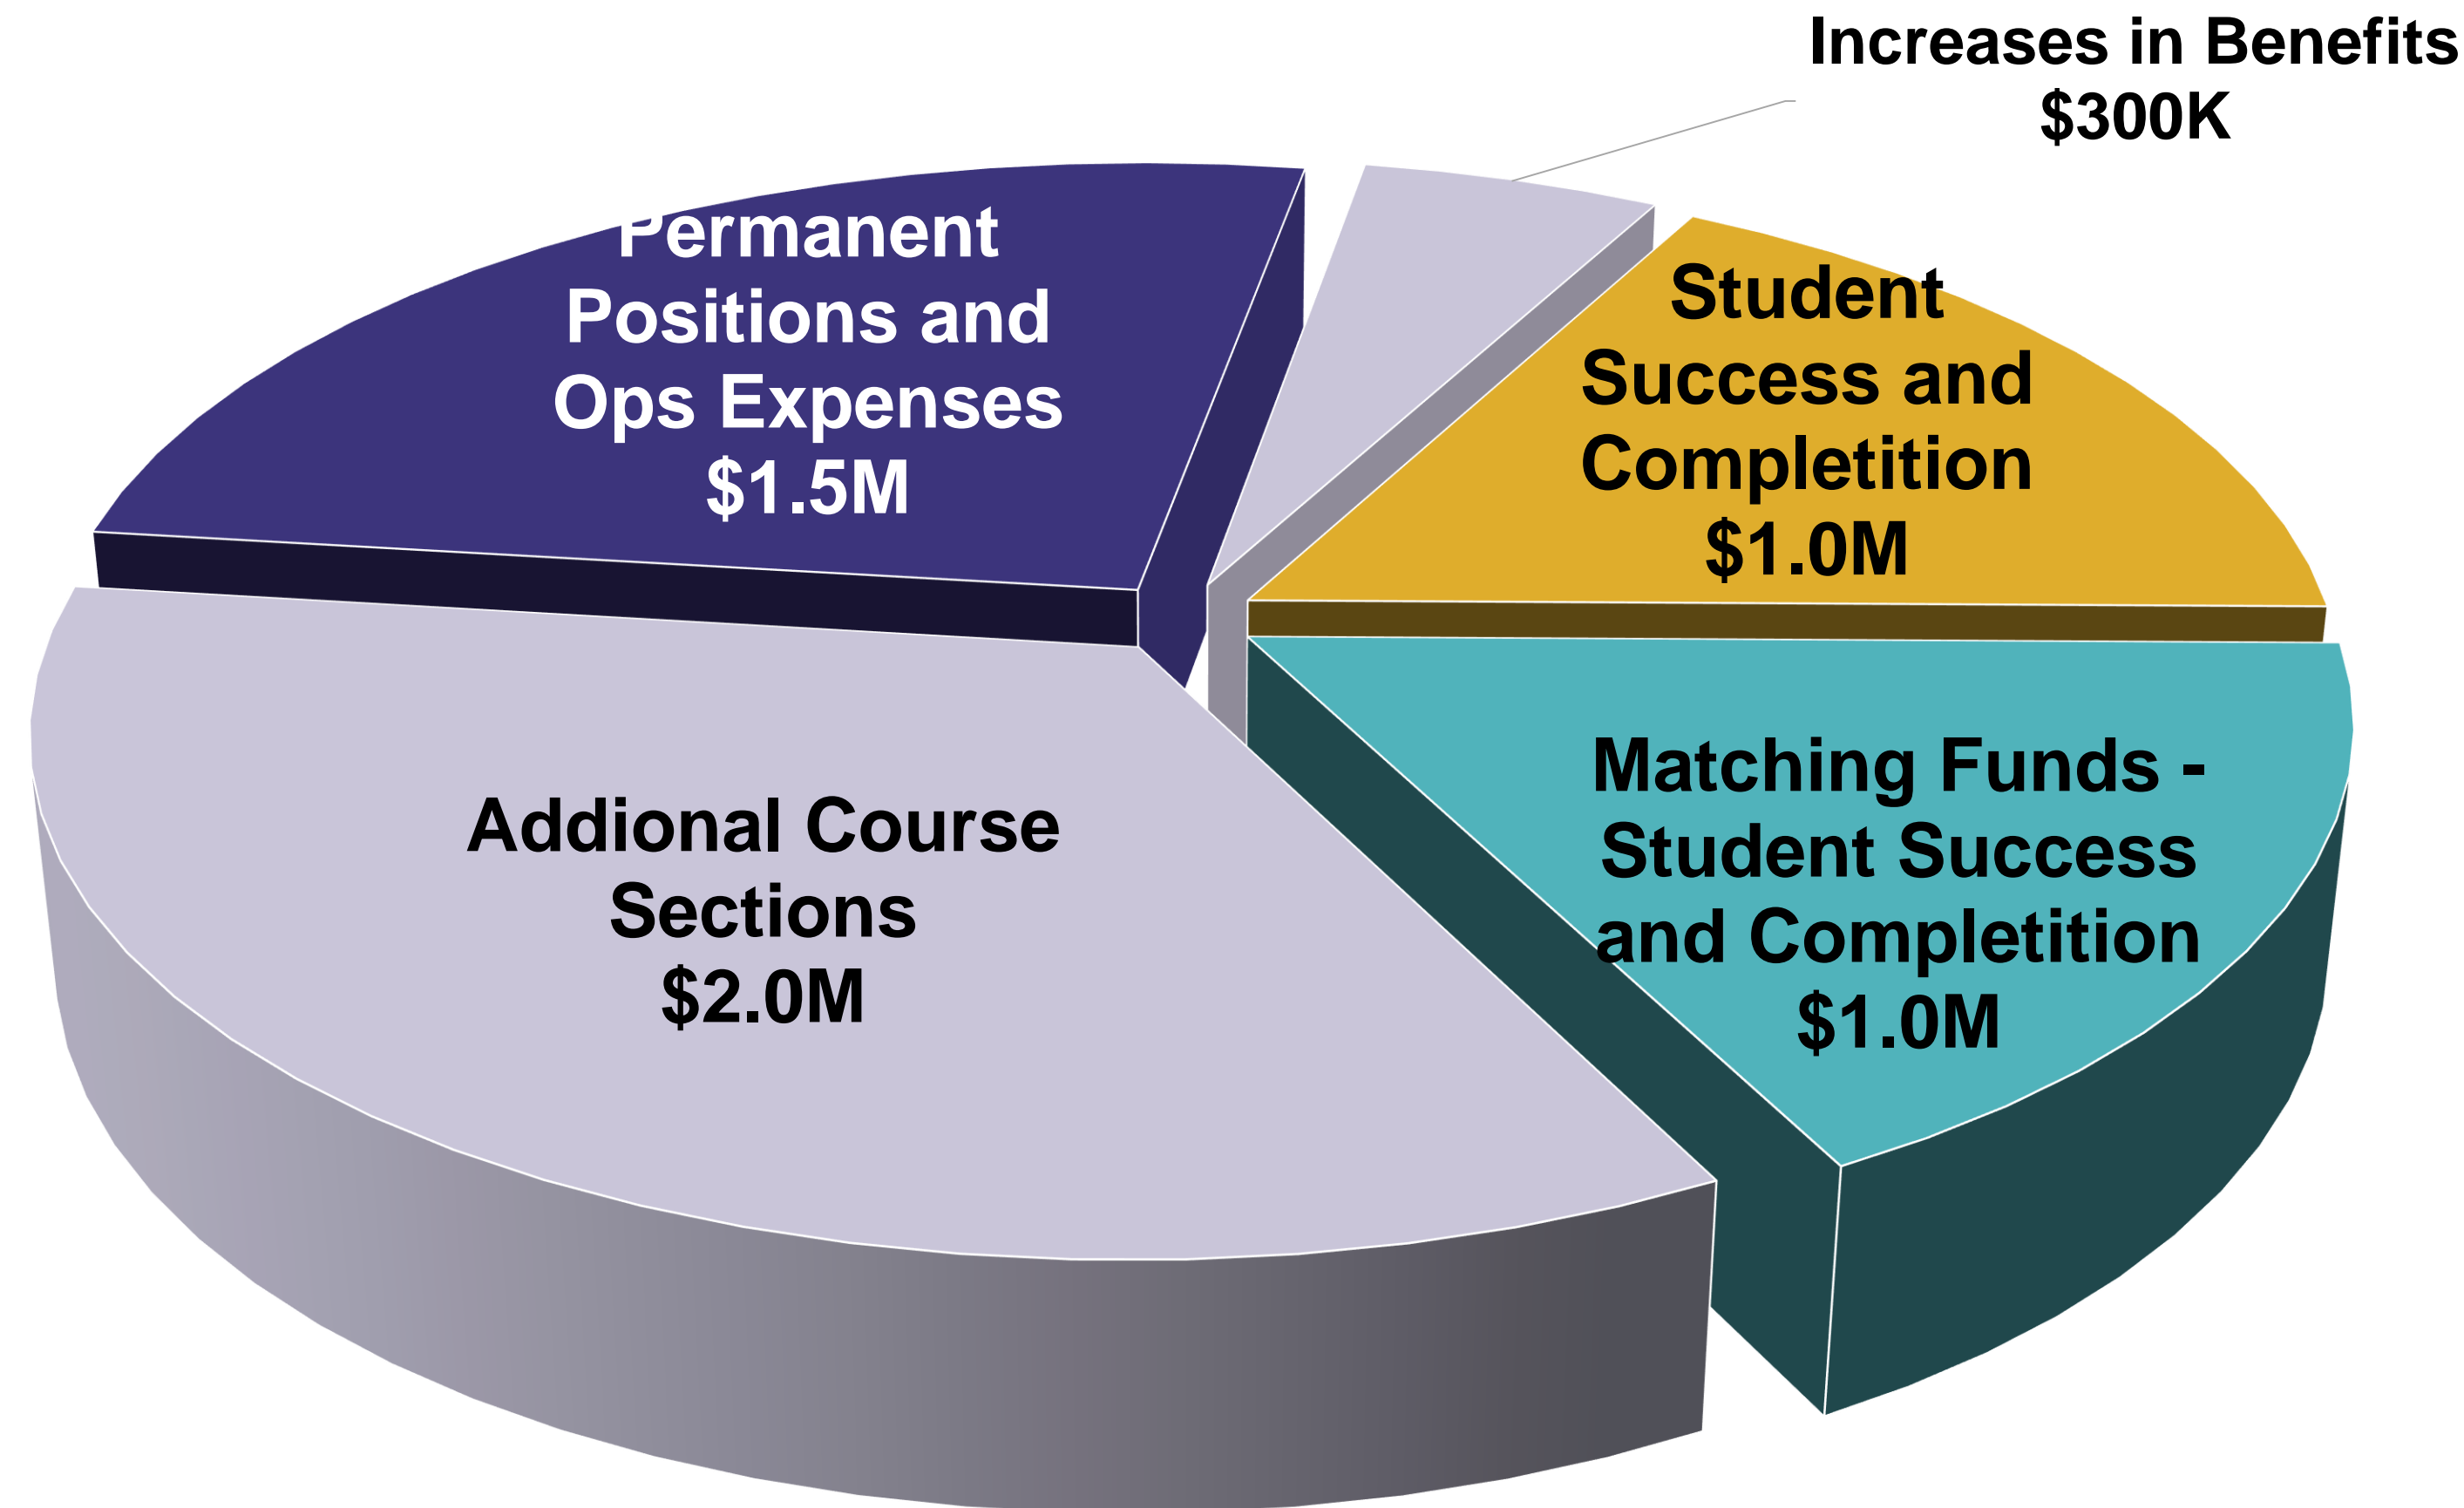 Increases in Benefits
$300K
Permanent
Positions and
Ops Expenses
$1.5M
Student
Success and
Completition
$1.0M
Addional Course
Sections
$2.0M
Matching Funds -
Student Success
and Completition
$1.0M